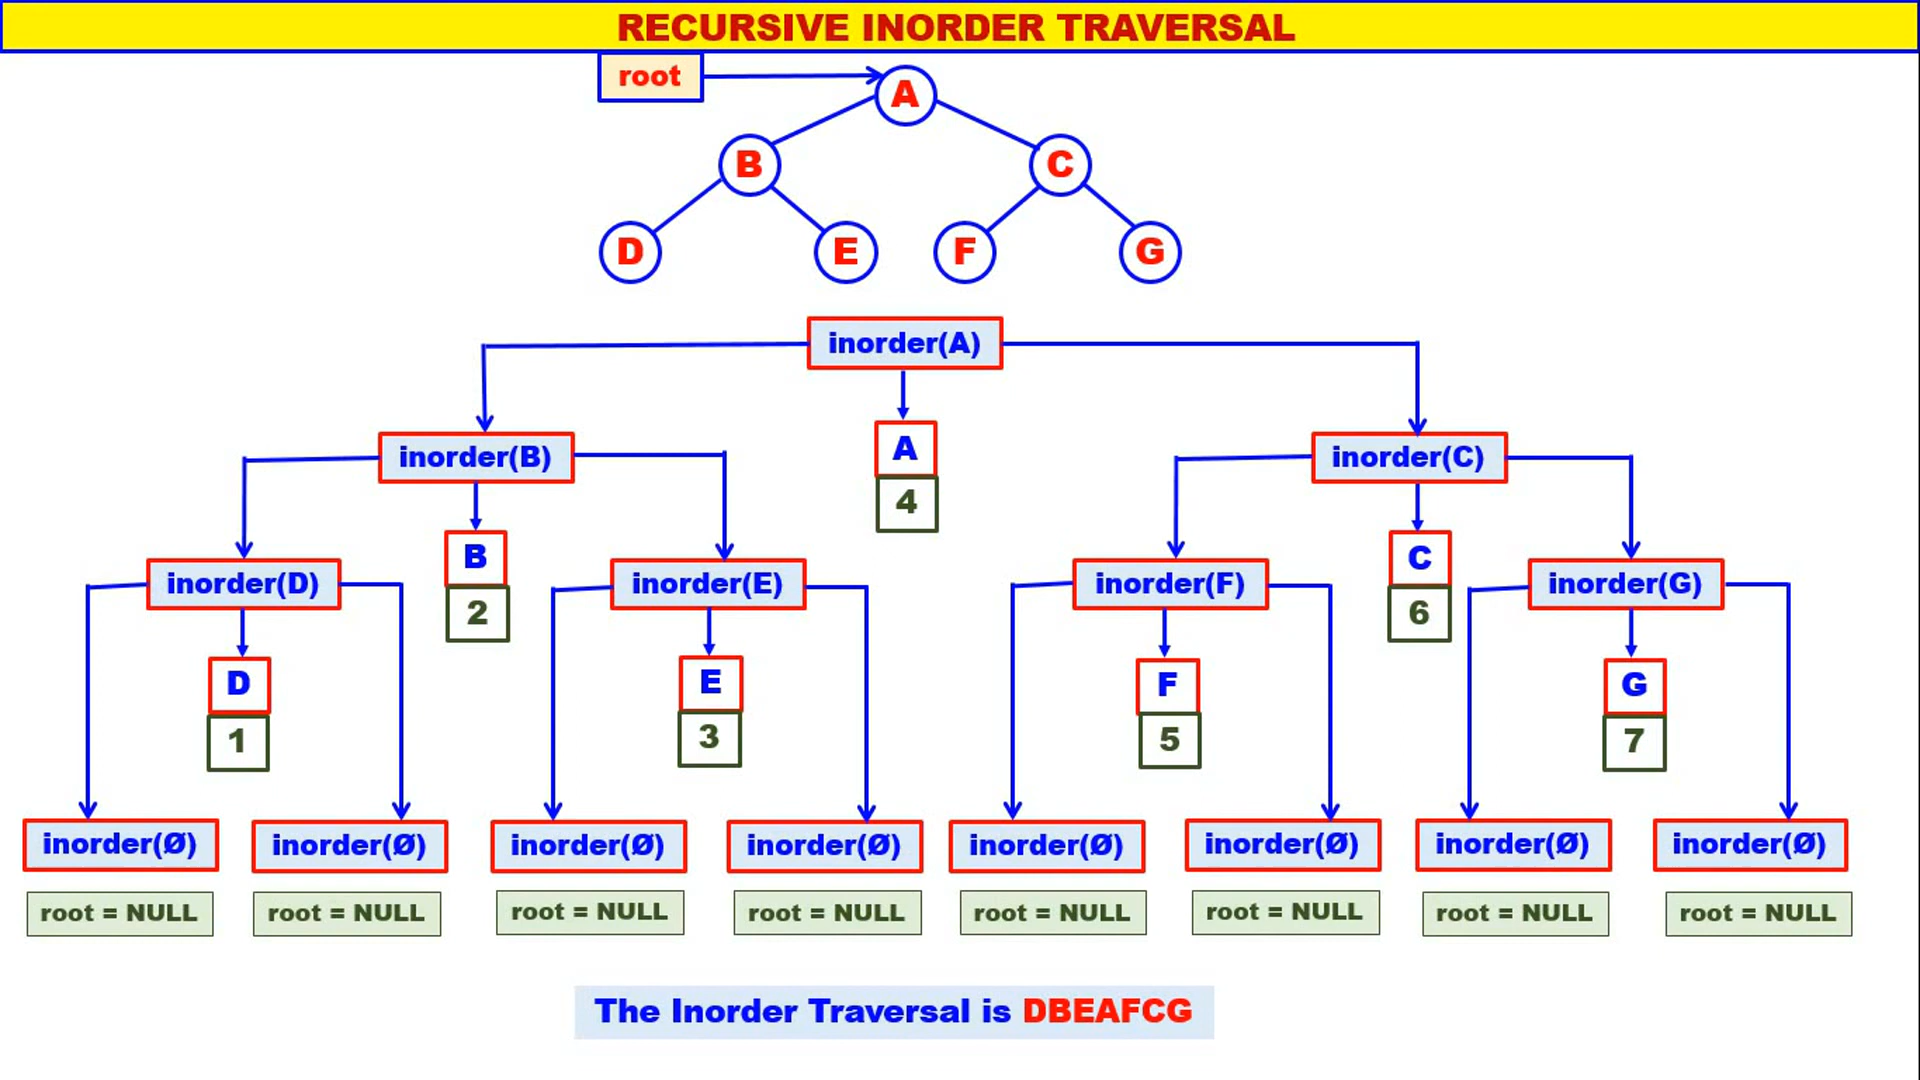 RECURSIVE INORDER TRAVERSAL
root
A
B
C
D
E
F
G
inorder(A)
A
4
inorder(B)
inorder(C)
B
2
C
6
inorder(D)
inorder(E)
inorder(F)
inorder(G)
D
1
E
3
F
5
G
7
inorder(Ø)
inorder(Ø)
inorder(Ø)
inorder(Ø)
inorder(Ø)
inorder(Ø)
inorder(Ø)
inorder(Ø)
root = NULL
root = NULL
root = NULL
root = NULL
root = NULL
root = NULL
root = NULL
root = NULL
The Inorder Traversal is DBEAFCG